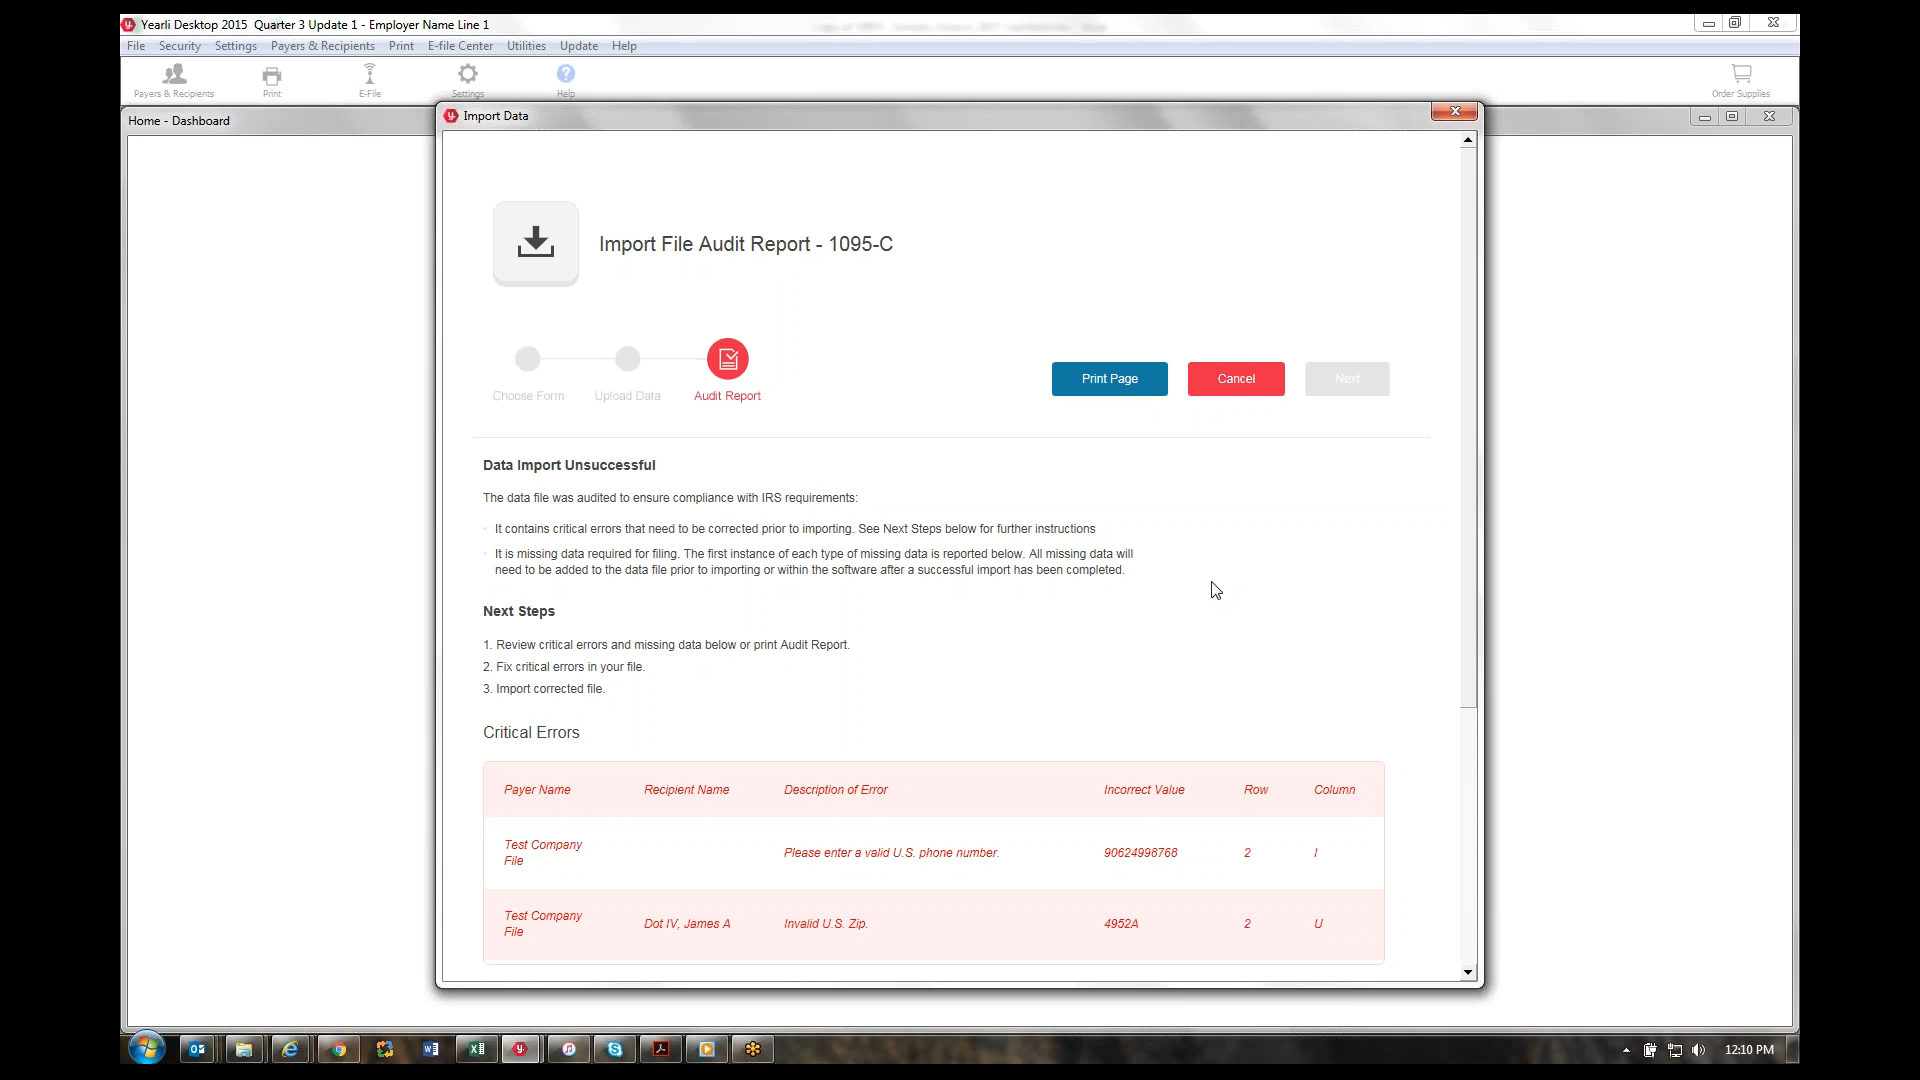 Yearli Desktop 2015 Quarter 3 Update 1 - Employer Name Line 1
File Security Settings Payers & Recipients Print E-file Center Utilities Update Help
Payers & Recipients Print E-File Settings Help Order Supplies
Home - Dashboard
Import Data
Import File Audit Report - 1095-C
Choose Form Upload Data Audit Report
Print Page Cancel Next
Data Import Unsuccessful
The data file was audited to ensure compliance with IRS requirements:
It contains critical errors that need to be corrected prior to importing. See Next Steps below for further instructions
It is missing data required for filing. The first instance of each type of missing data is reported below. All missing data will
need to be added to the data file prior to importing or within the software after a successful import has been completed.
Next Steps
1. Review critical errors and missing data below or print Audit Report.
2. Fix critical errors in your file.
3. Import corrected file.
Critical Errors
Payer Name Recipient Name Description of Error Incorrect Value Row Column
Test Company
File
Please enter a valid U.S. phone number. 90624998768 2 I
Test Company
File
Dot IV, James A Invalid U.S. Zip. 4952A 2 U
12:10 PM